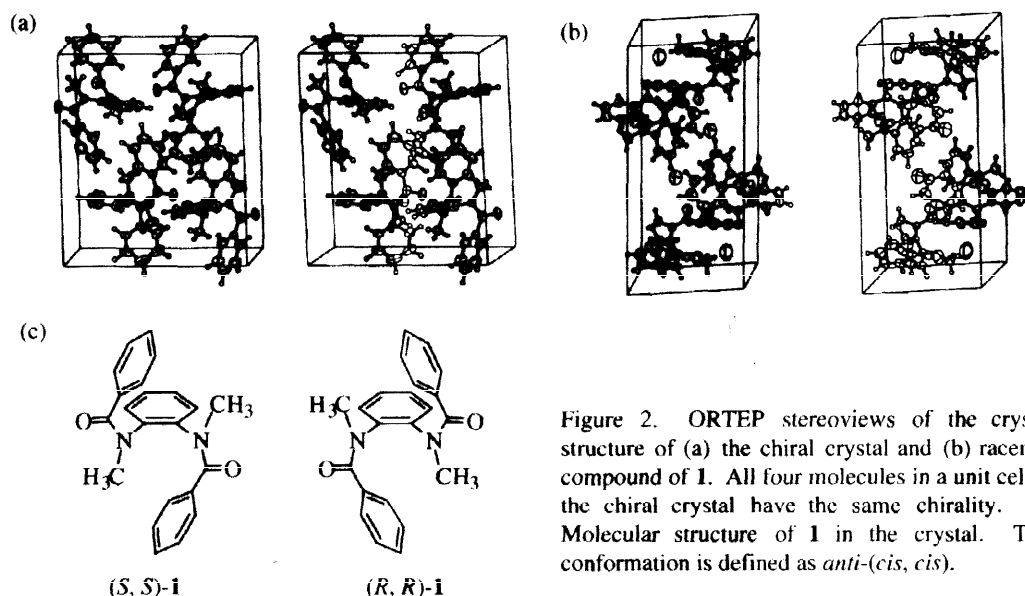 (a)
(b)
(c)
CH₃
O
N
N
H₃C
O
(S, S)-1
H₃C
O
N
N
O
CH₃
(R, R)-1
Figure 2. ORTEP stereoviews of the crys
structure of (a) the chiral crystal and (b) racer
compound of 1. All four molecules in a unit cel
the chiral crystal have the same chirality.
Molecular structure of 1 in the crystal. T
conformation is defined as anti-(cis, cis).